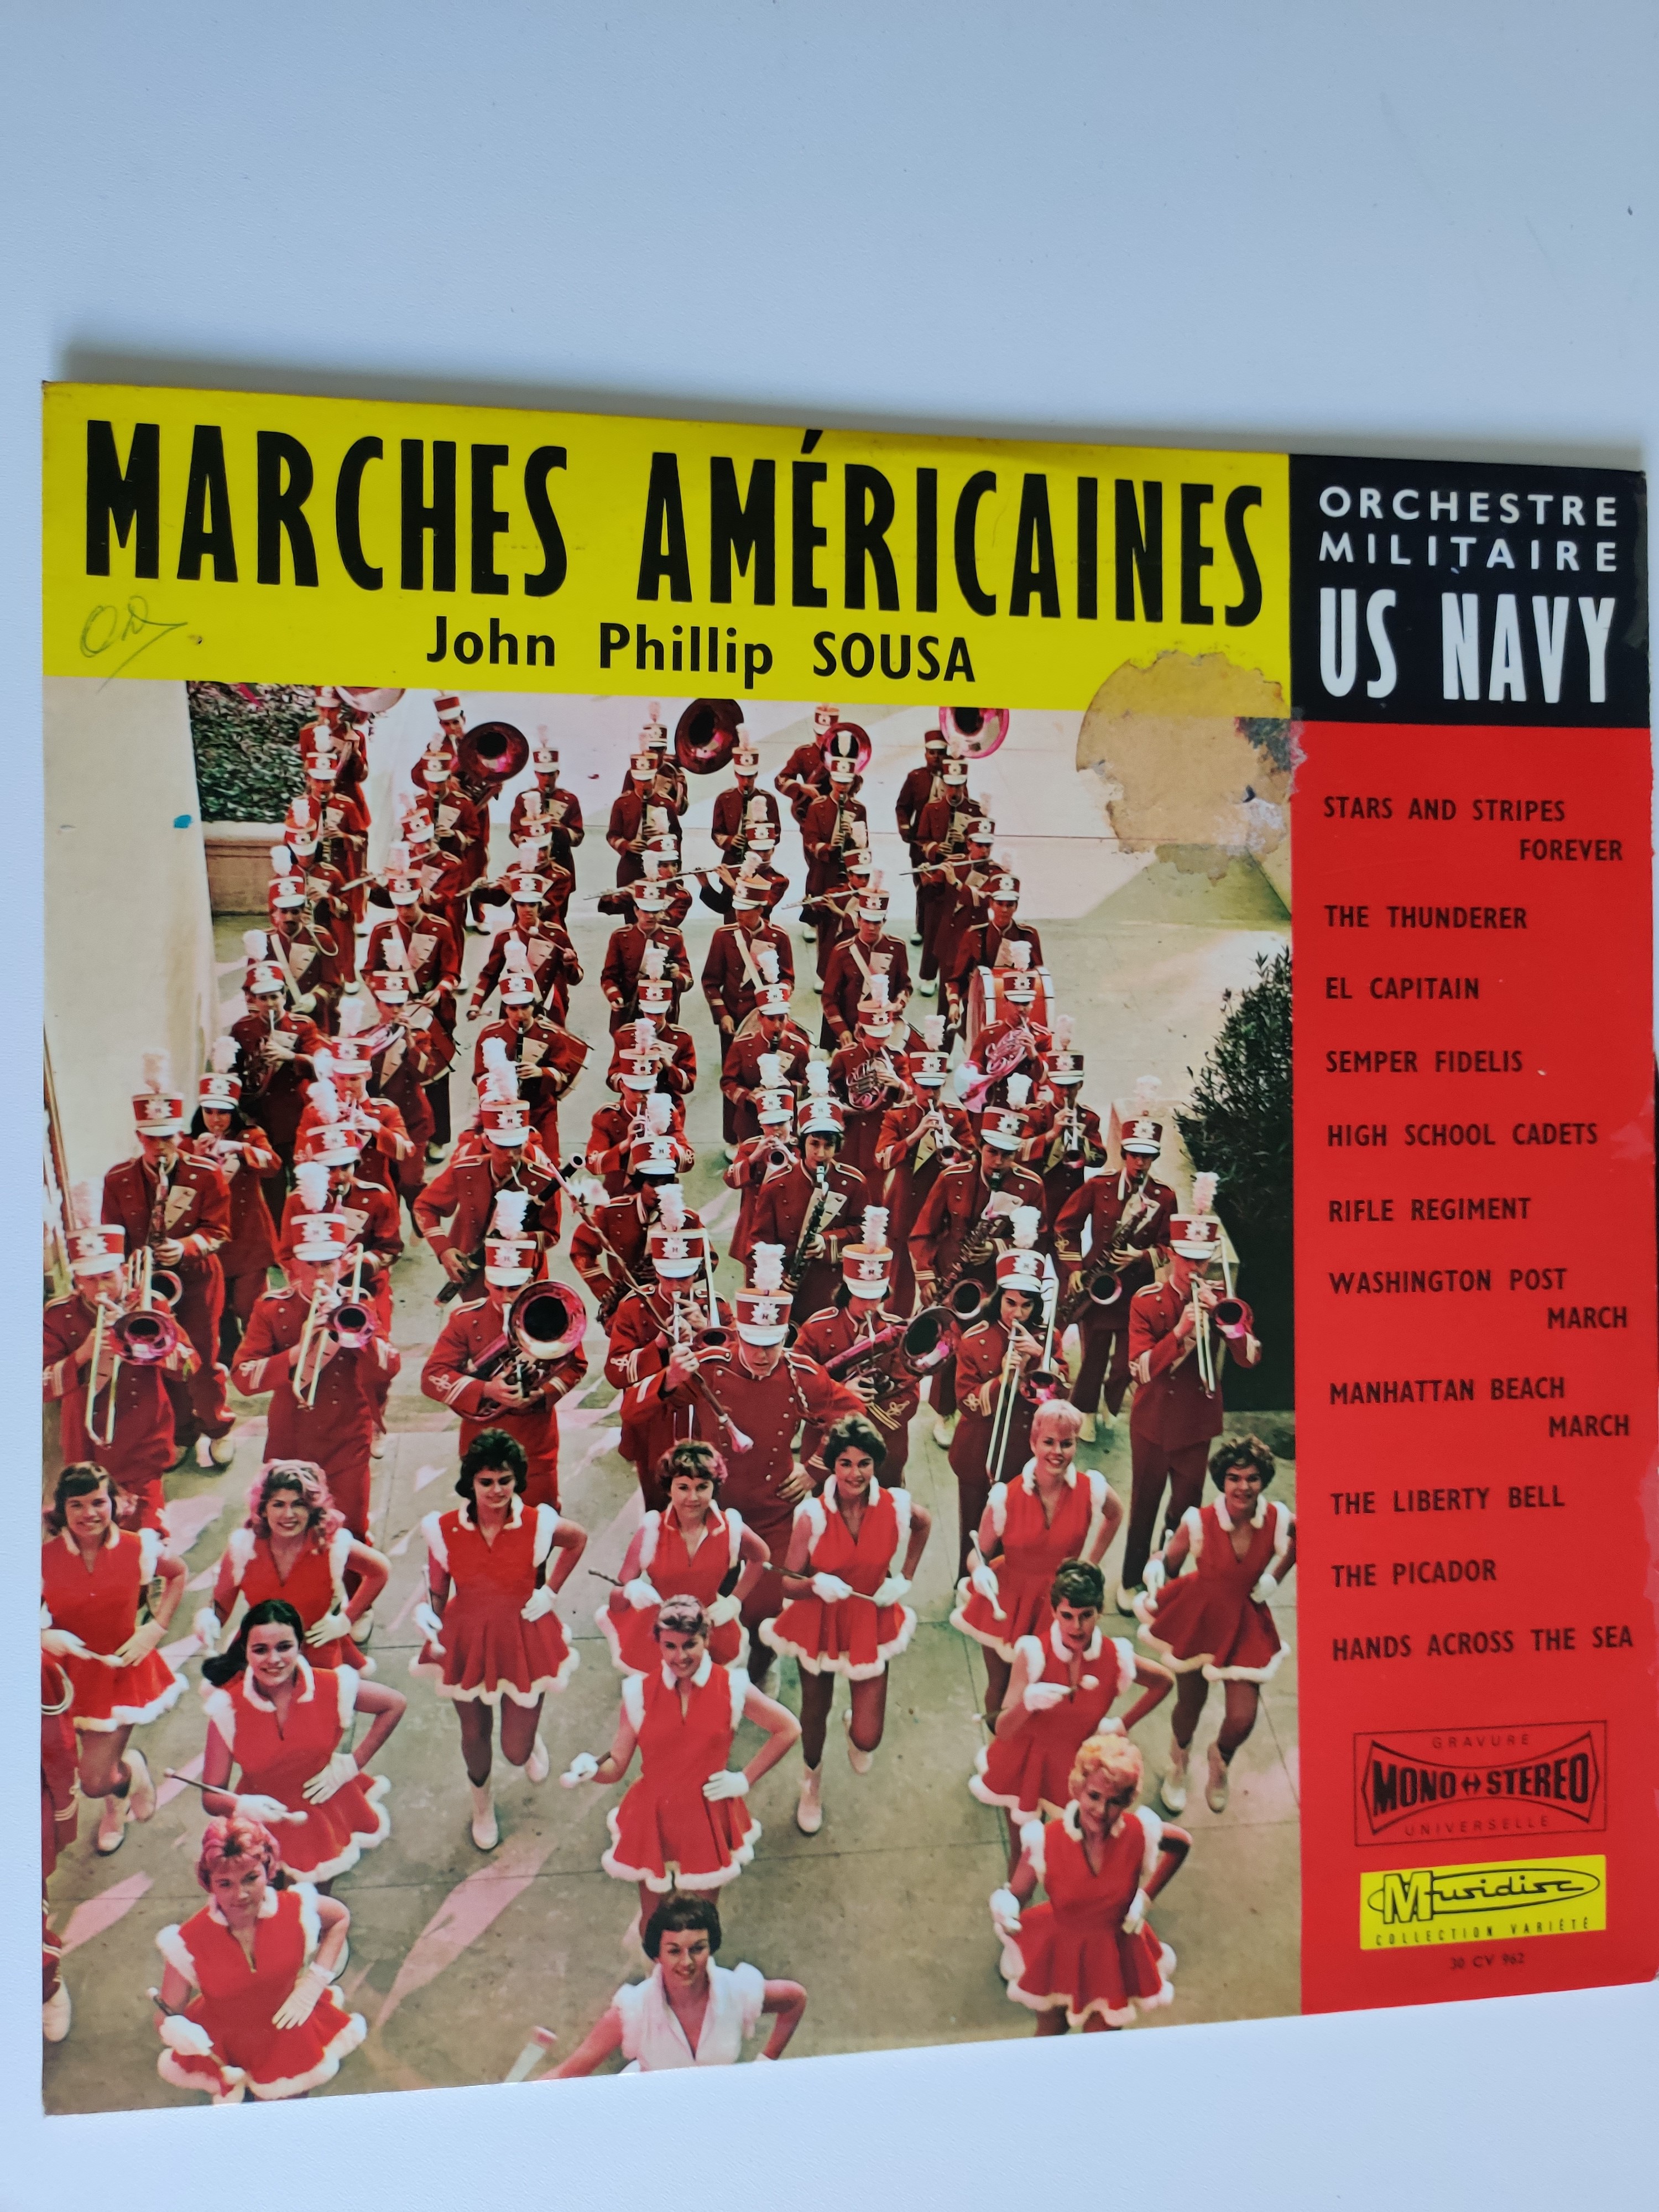 MARCHES AMÉRICAINES
John Phillip SOUSA
ORCHESTRE
MILITAIRE
US NAVY
STARS AND STRIPES
FOREVER
THE THUNDERER
EL CAPITAIN
SEMPER FIDELIS
HIGH SCHOOL CADETS
RIFLE REGIMENT
WASHINGTON POST
MARCH
MANHATTAN BEACH
MARCH
THE LIBERTY BELL
THE PICADOR
HANDS ACROSS THE SEA
GRAVURE
MONO ↔ STEREO
UNIVERSELLE
Musidisc
COLLECTION VARIÉTÉ
30 CV 962